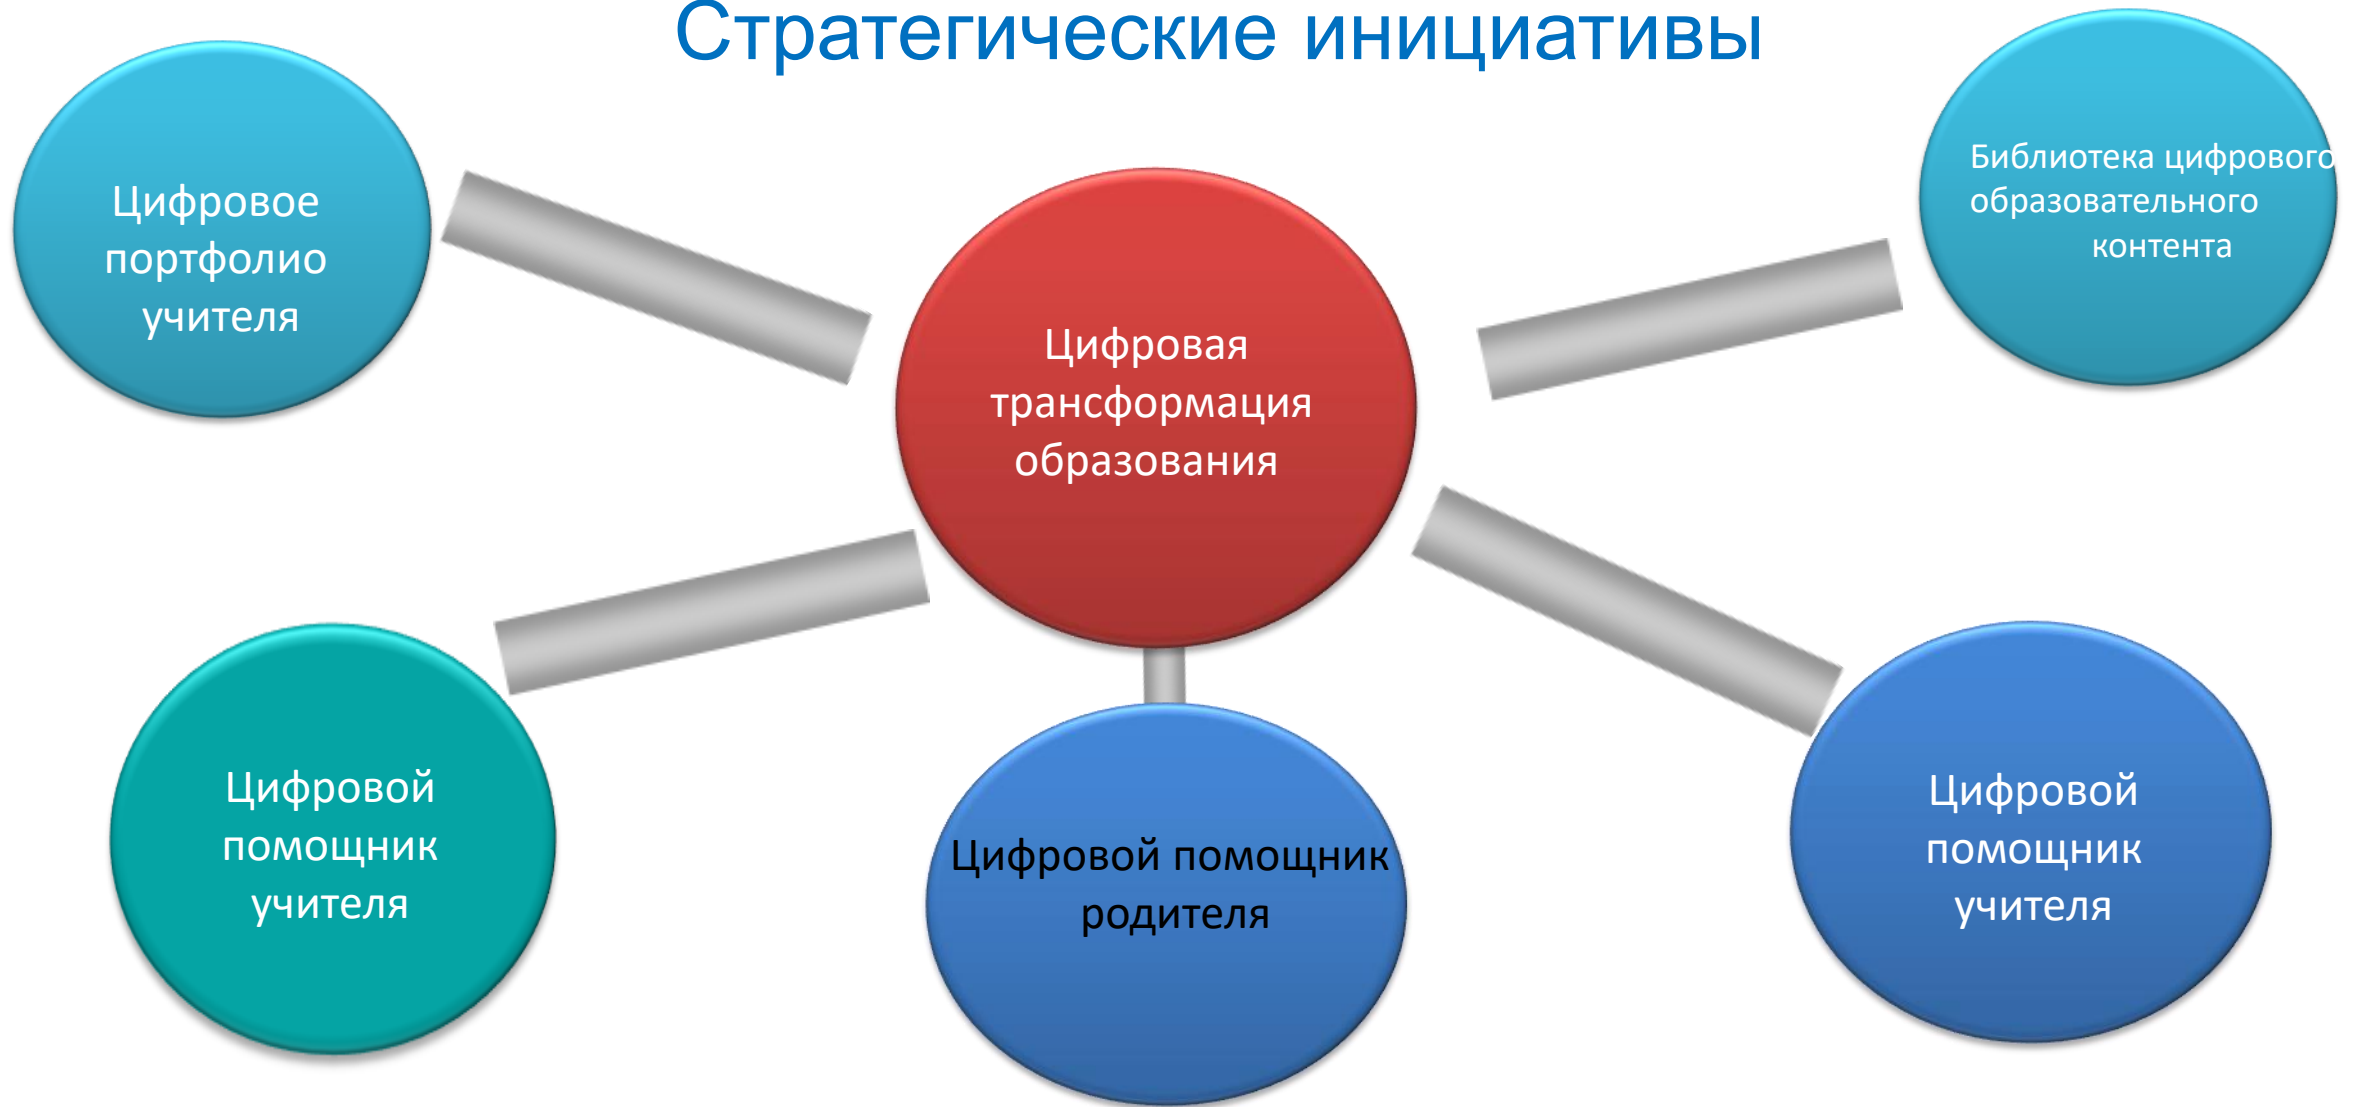 Стратегические инициативы
Цифровое
портфолио
учителя
Библиотека цифрового
образовательного
контента
Цифровая
трансформация
образования
Цифровой
помощник
учителя
Цифровой помощник
родителя
Цифровой
помощник
учителя